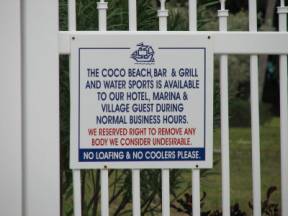 THE COCO BEACH, BAR & GRILL
AND WATER SPORTS IS AVAILABLE
TO OUR HOTEL, MARINA &
VILLAGE GUEST DURING
NORMAL BUSINESS HOURS.
WE RESERVED RIGHT TO REMOVE ANY
BODY WE CONSIDER UNDESIRABLE.
NO LOAFING & NO COOLERS PLEASE.